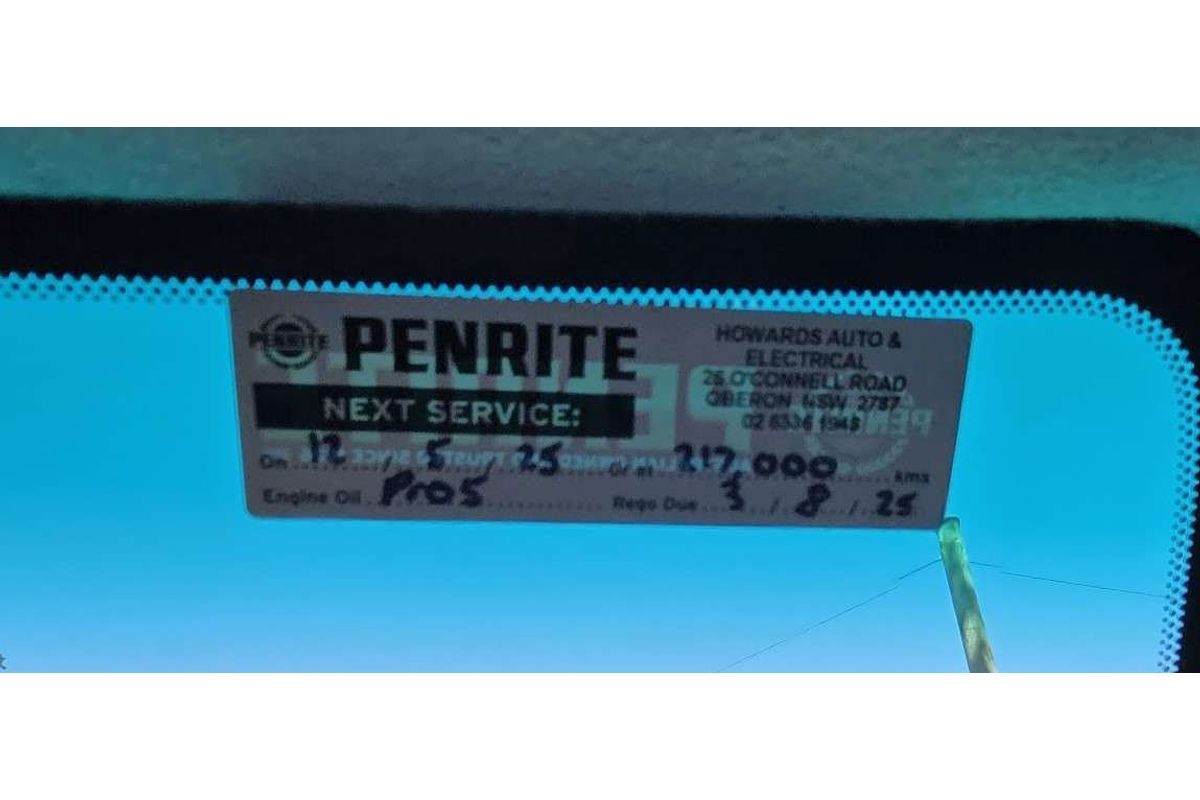 PENRITE
PENRITE
HOWARDS AUTO &
ELECTRICAL
25 O'CONNELL ROAD
OBERON NSW 2787
02 6336 1943
NEXT SERVICE:
On 12 / 5 / 25 Or at 217,000 kms
Engine Oil Pro5 Rego Due 3 / 8 / 25